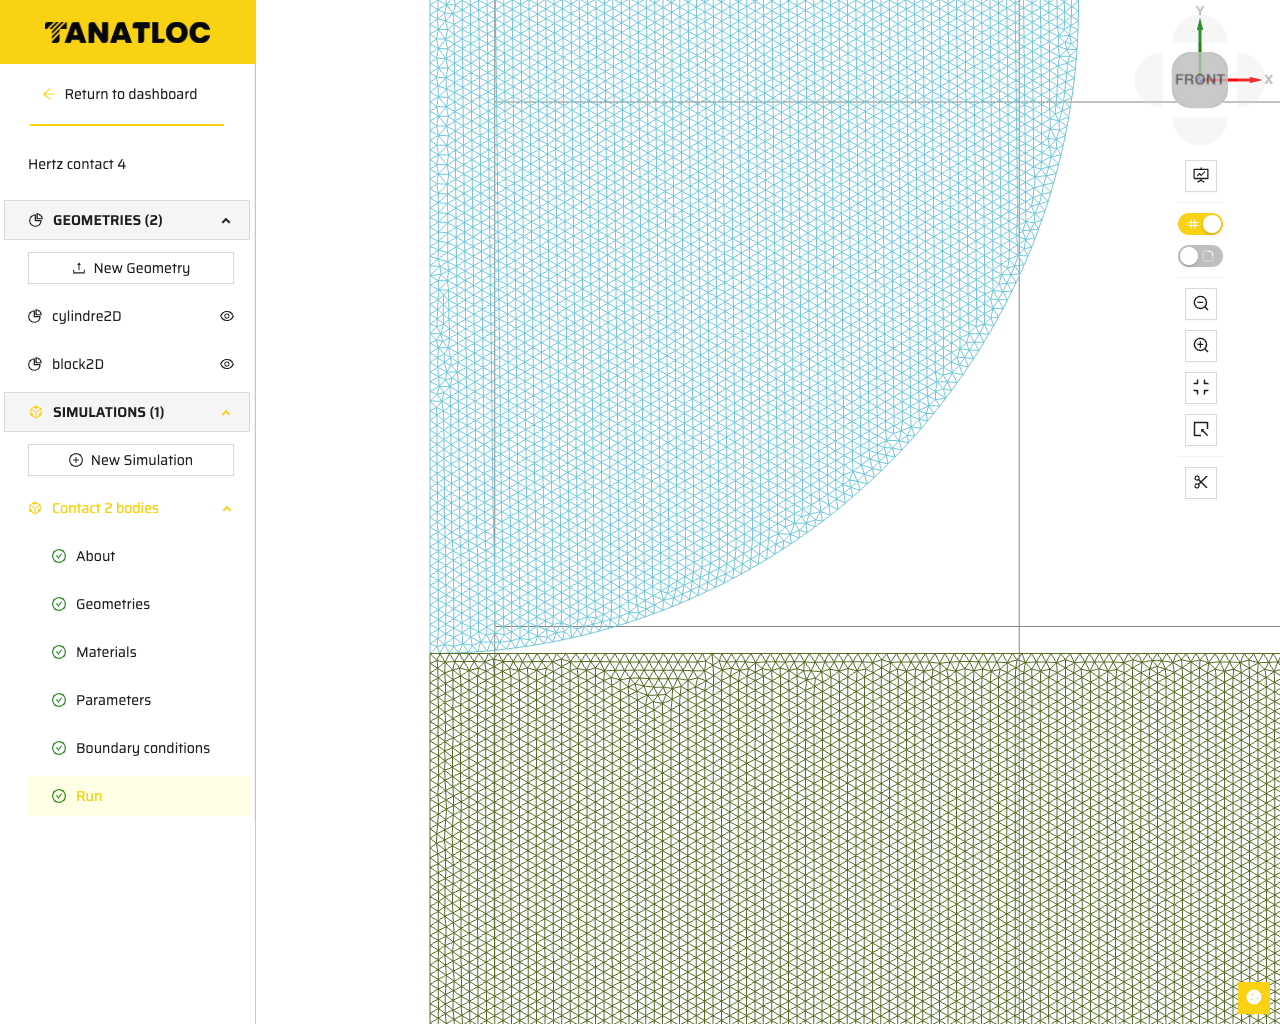 TANATLOC
Return to dashboard
Hertz contact 4
GEOMETRIES (2)
New Geometry
cylindre2D
block2D
SIMULATIONS (1)
New Simulation
Contact 2 bodies
About
Geometries
Materials
Parameters
Boundary conditions
Run
Y
FRONT
X